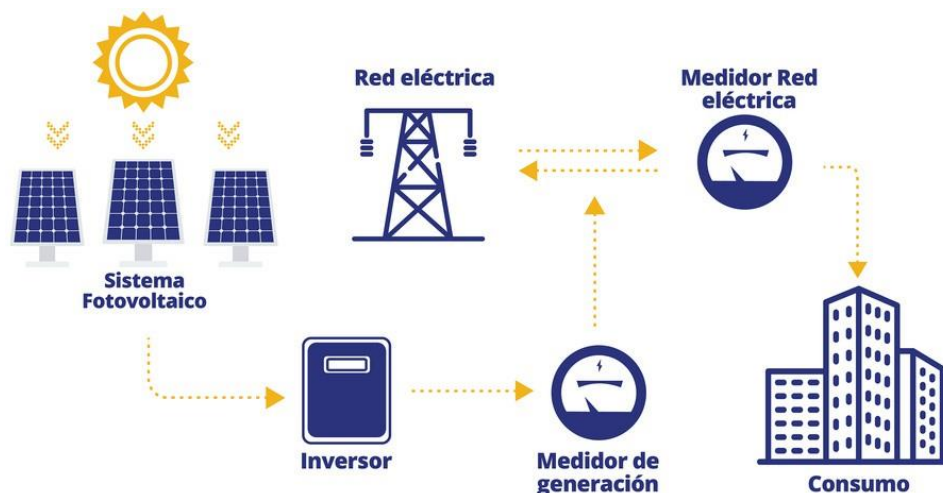 Red eléctrica
Medidor Red
eléctrica
Sistema
Fotovoltaico
Inversor
Medidor de
generación
Consumo